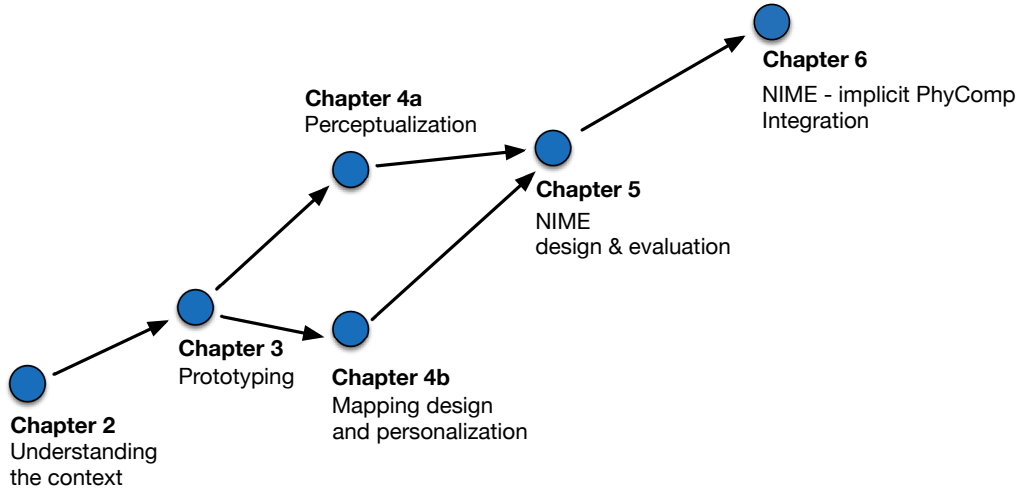 Chapter 6
NIME - implicit PhyComp
Integration
Chapter 4a
Perceptualization
Chapter 5
NIME
design & evaluation
Chapter 3
Prototyping
Chapter 4b
Mapping design
and personalization
Chapter 2
Understanding
the context